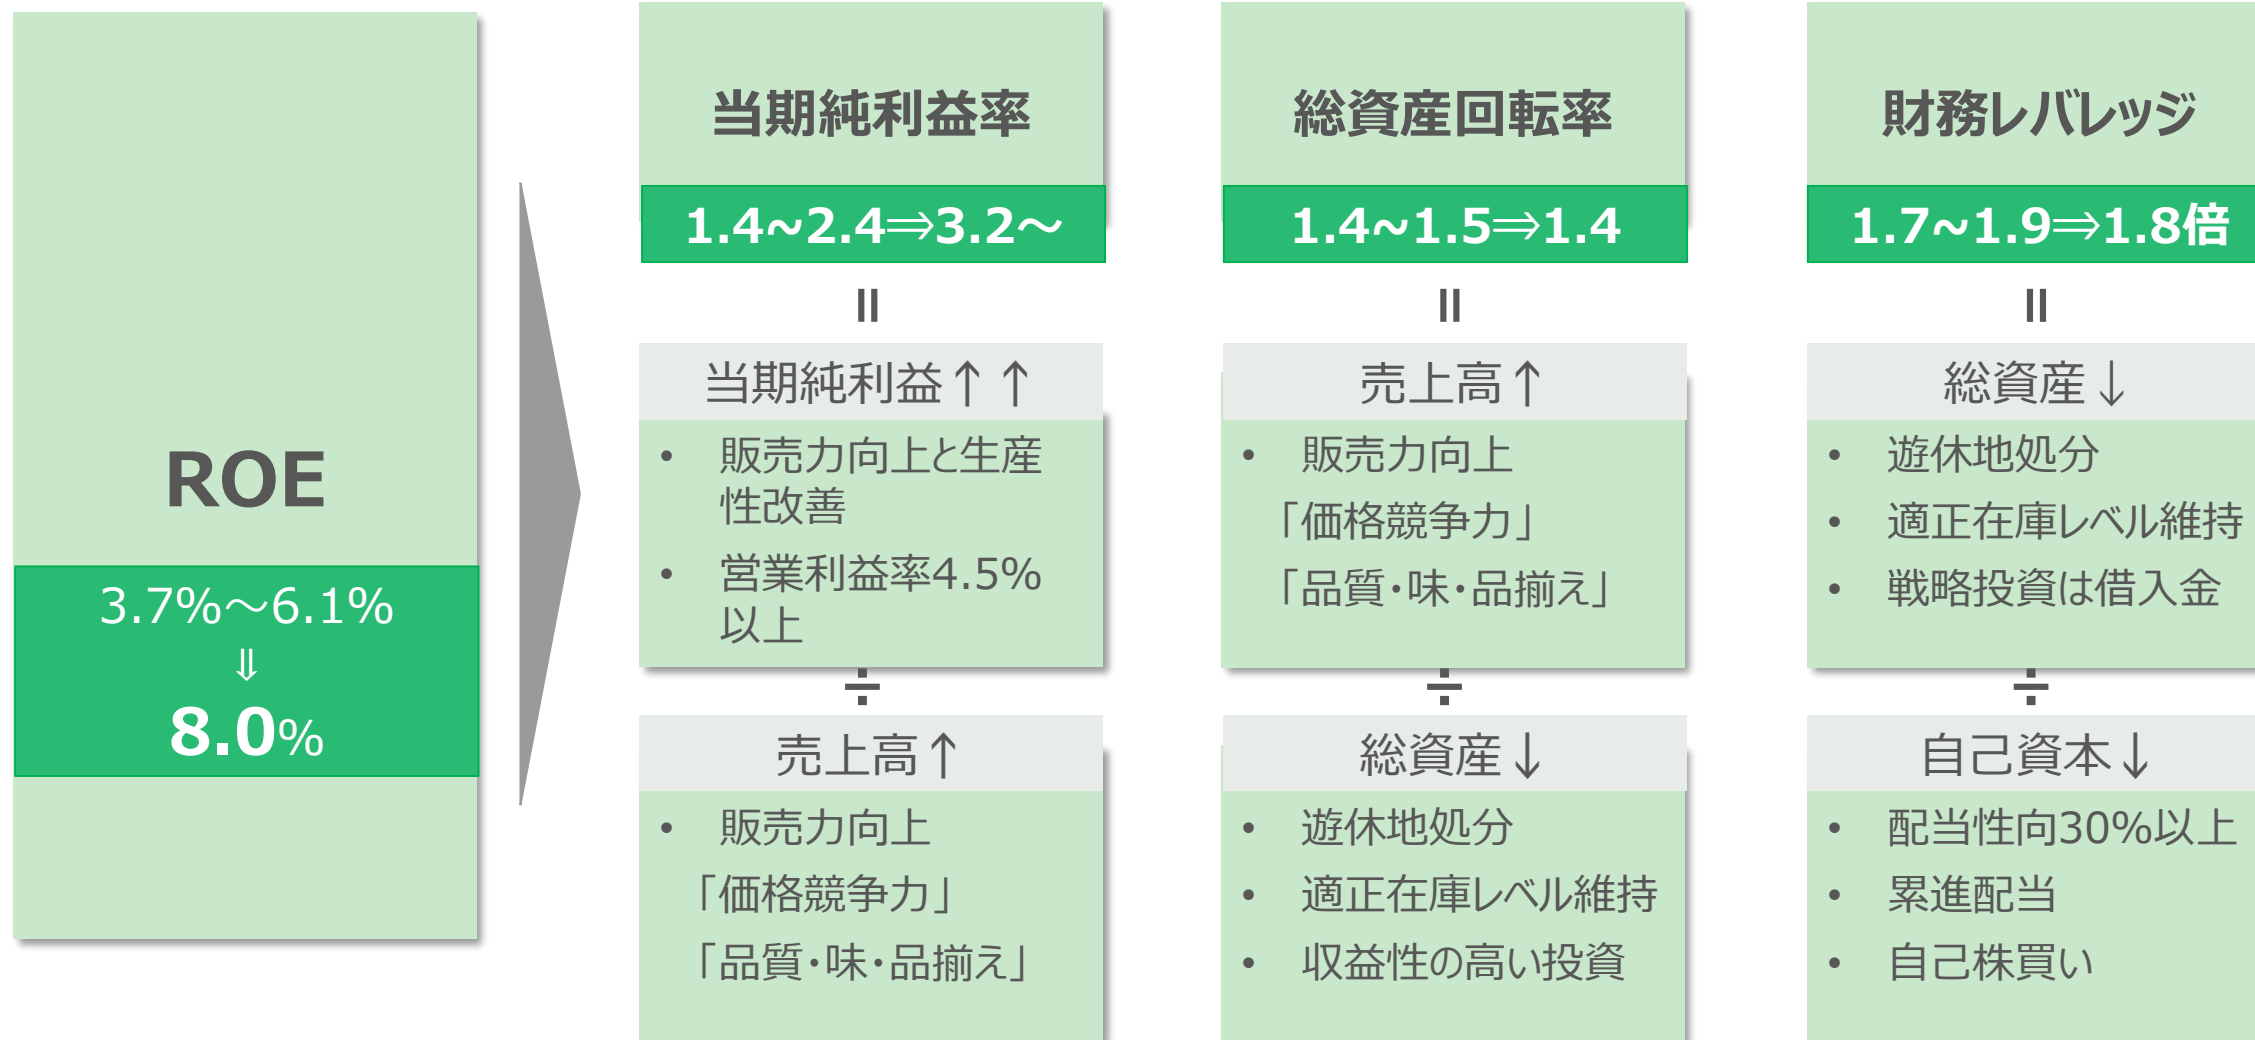 ROE
3.7%～6.1%
⇓
8.0%
当期純利益率
1.4~2.4⇒3.2～
=
当期純利益↑↑
• 販売力向上と生産
性改善
• 営業利益率4.5%
以上
÷
売上高↑
• 販売力向上
「価格競争力」
「品質・味・品揃え」
総資産回転率
1.4~1.5⇒1.4
=
売上高↑
• 販売力向上
「価格競争力」
「品質・味・品揃え」
÷
総資産↓
• 遊休地処分
• 適正在庫レベル維持
• 収益性の高い投資
財務レバレッジ
1.7~1.9⇒1.8倍
=
総資産↓
• 遊休地処分
• 適正在庫レベル維持
• 戦略投資は借入金
÷
自己資本↓
• 配当性向30%以上
• 累進配当
• 自己株買い